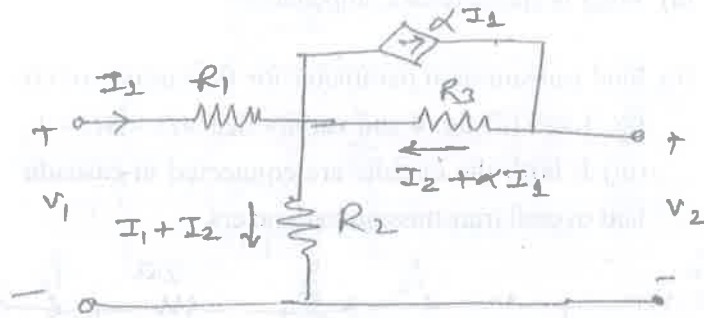 αI1
I1 R1 R3
+ +
I2 + αI1
V1 V2
I1 + I2 R2
- -